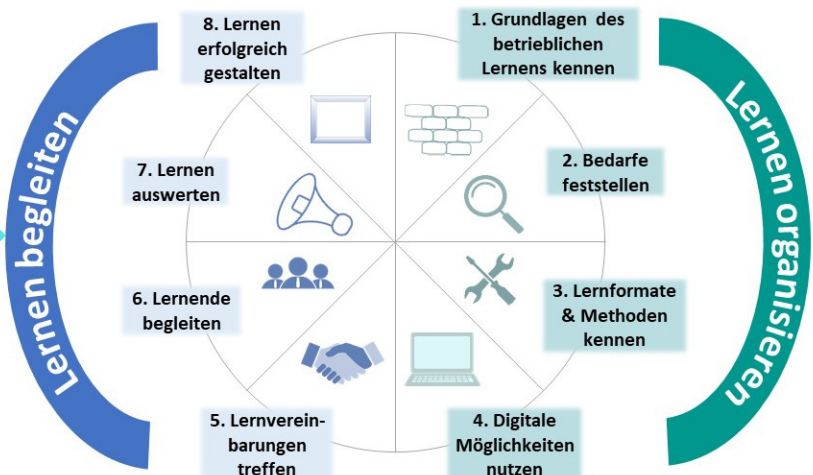 8. Lernen
erfolgreich
gestalten
1. Grundlagen des
betrieblichen
Lernens kennen
7. Lernen
auswerten
2. Bedarfe
feststellen
6. Lernende
begleiten
3. Lernformate
& Methoden
kennen
5. Lernverein-
barungen
treffen
4. Digitale
Möglichkeiten
nutzen
Lernen begleiten
Lernen organisieren